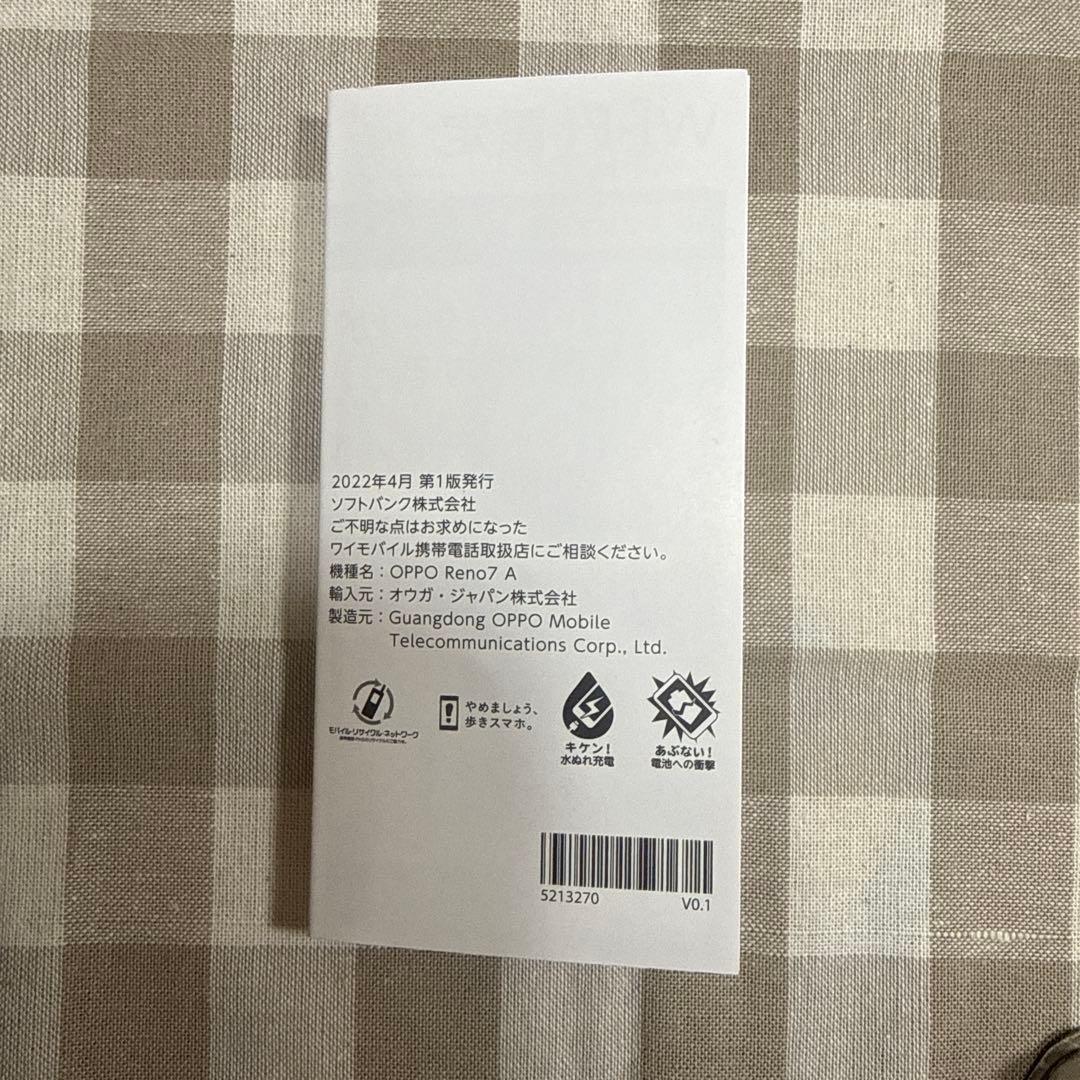 2022年4月 第1版発行
ソフトバンク株式会社
ご不明な点はお求めになった
ワイモバイル携帯電話取扱店にご相談ください。
機種名：OPPO Reno7 A
輸入元：オウガ・ジャパン株式会社
製造元：Guangdong OPPO Mobile
Telecommunications Corp., Ltd.
モバイル・リサイクル・ネットワーク
やめましょう、
歩きスマホ。
キケン！
水ぬれ充電
あぶない！
電池への衝撃
5213270
V0.1